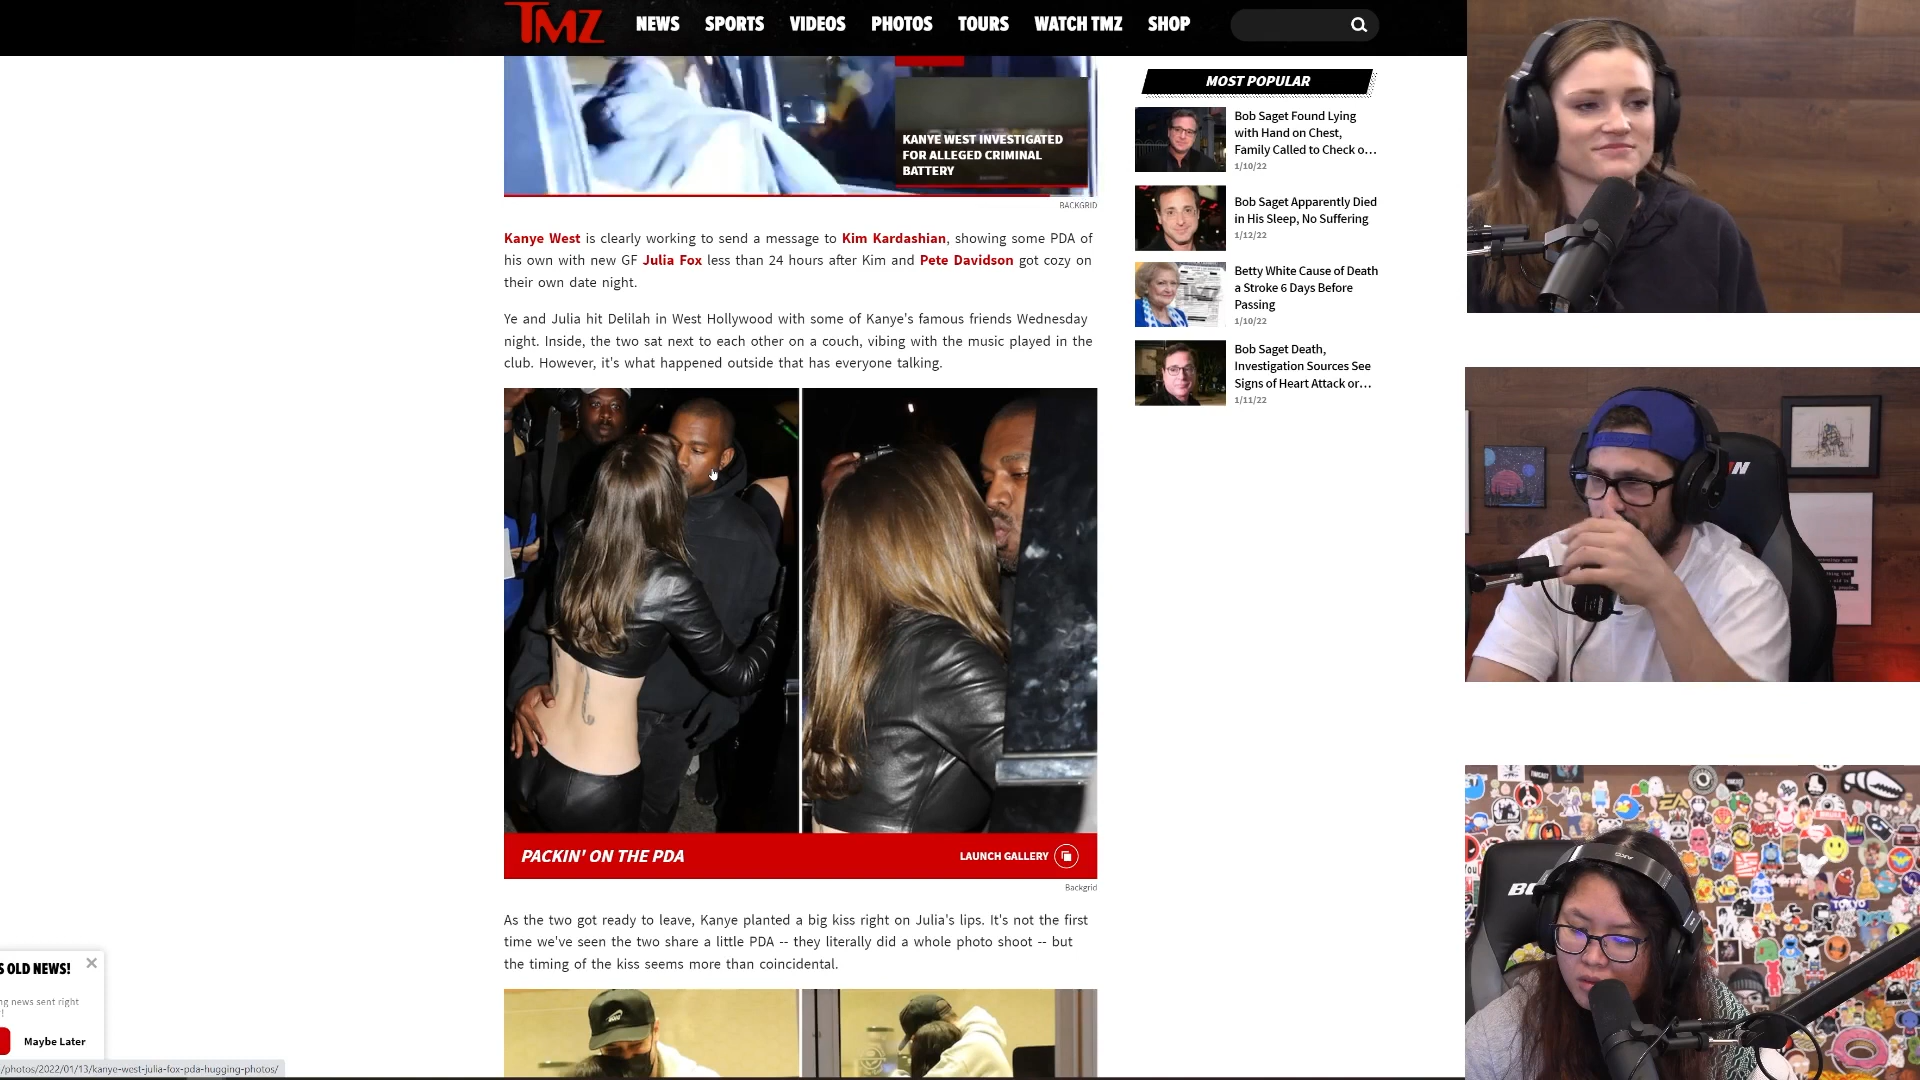 TMZ
NEWS SPORTS VIDEOS PHOTOS TOURS WATCH TMZ SHOP
KANYE WEST INVESTIGATED
FOR ALLEGED CRIMINAL
BATTERY
BACKGRID
Kanye West is clearly working to send a message to Kim Kardashian, showing some PDA of
his own with new GF Julia Fox less than 24 hours after Kim and Pete Davidson got cozy on
their own date night.
Ye and Julia hit Delilah in West Hollywood with some of Kanye's famous friends Wednesday
night. Inside, the two sat next to each other on a couch, vibing with the music played in the
club. However, it's what happened outside that has everyone talking.
PACKIN' ON THE PDA
LAUNCH GALLERY
Backgrid
As the two got ready to leave, Kanye planted a big kiss right on Julia's lips. It's not the first
time we've seen the two share a little PDA -- they literally did a whole photo shoot -- but
the timing of the kiss seems more than coincidental.
MOST POPULAR
Bob Saget Found Lying
with Hand on Chest,
Family Called to Check o...
1/10/22
Bob Saget Apparently Died
in His Sleep, No Suffering
1/12/22
Betty White Cause of Death
a Stroke 6 Days Before
Passing
1/10/22
Bob Saget Death,
Investigation Sources See
Signs of Heart Attack or...
1/11/22
S OLD NEWS!
ng news sent right
!
Maybe Later
/photos/2022/01/13/kanye-west-julia-fox-pda-hugging-photos/
TOKYO